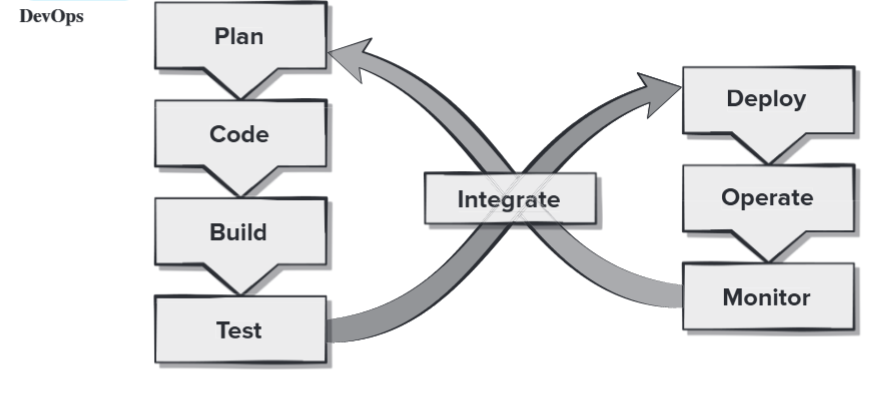 DevOps
Plan
Code
Build
Test
Integrate
Deploy
Operate
Monitor